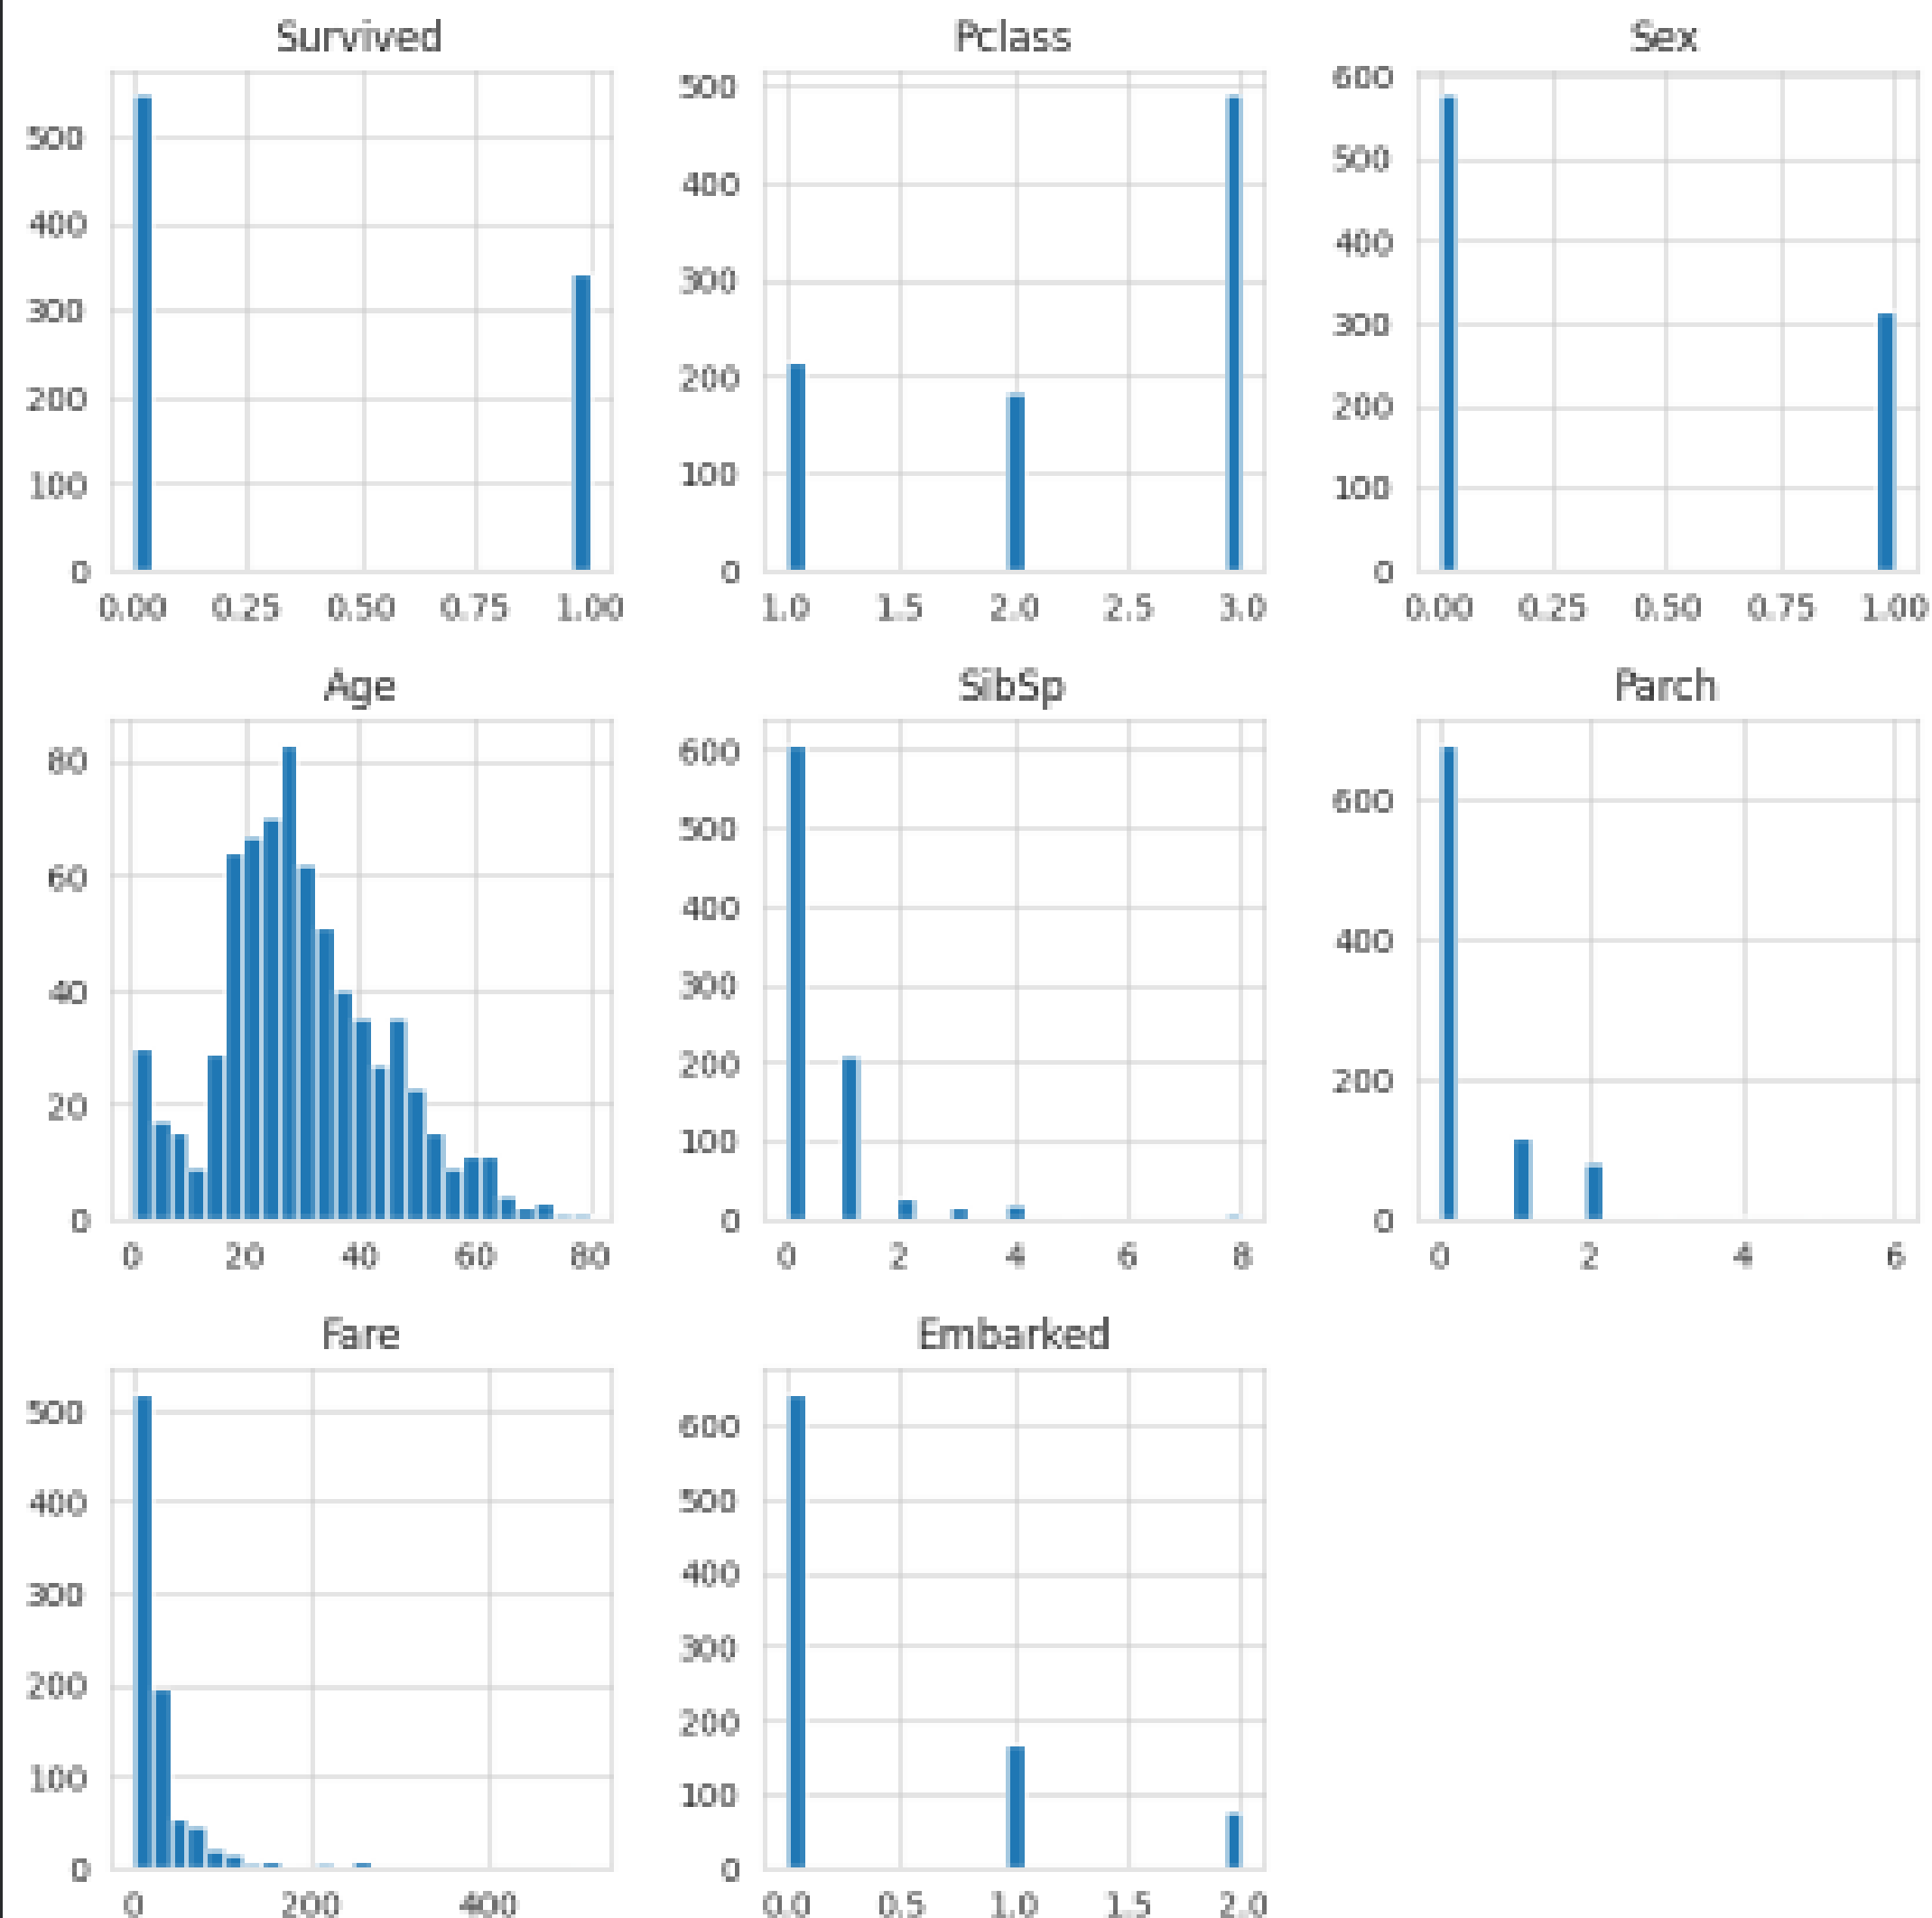 Survived Pclass Sex
500 400 300 200 100 0
0.00 0.25 0.50 0.75 1.00
500 400 300 200 100 0
1.0 1.5 2.0 2.5 3.0
600 500 400 300 200 100 0
0.00 0.25 0.50 0.75 1.00
Age SibSp Parch
80 60 40 20 0
0 20 40 60 80
600 500 400 300 200 100 0
0 2 4 6 8
600 400 200 0
0 2 4 6
Fare Embarked
500 400 300 200 100 0
0 200 400
600 500 400 300 200 100 0
0.0 0.5 1.0 1.5 2.0